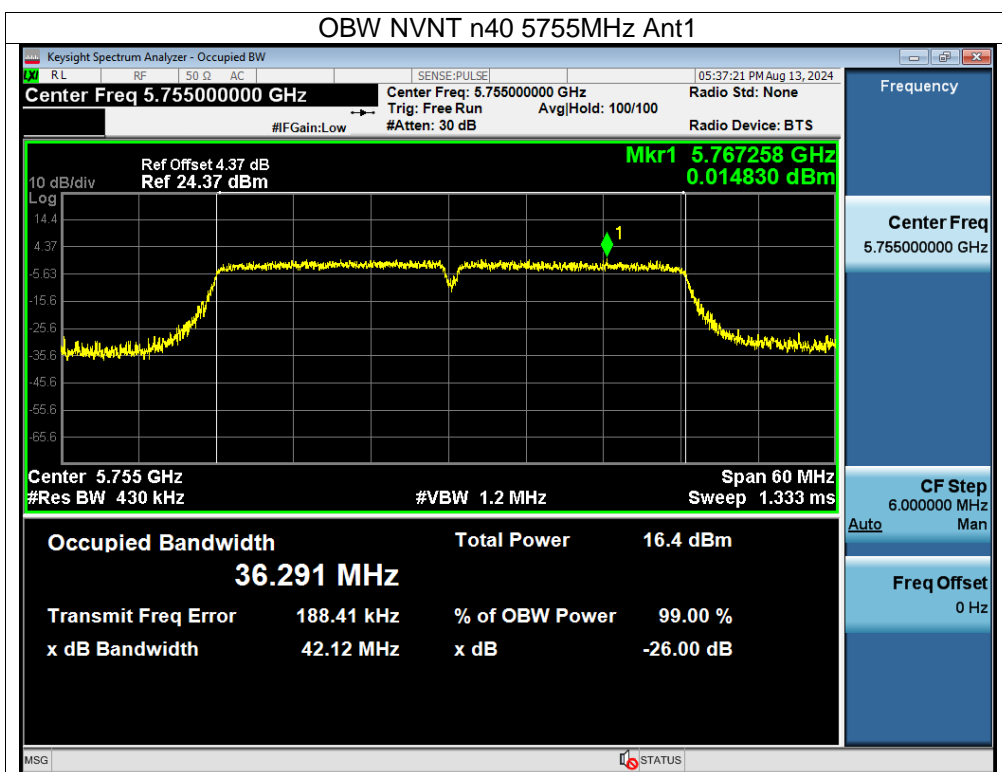 OBW NVNT n40 5755MHz Ant1
Keysight Spectrum Analyzer - Occupied BW
LXI RL RF 50 Ω AC SENSE:PULSE 05:37:21 PM Aug 13, 2024
Center Freq 5.755000000 GHz
Center Freq: 5.755000000 GHz
Radio Std: None
Trig: Free Run Avg|Hold: 100/100
#IFGain:Low
#Atten: 30 dB
Radio Device: BTS
Ref Offset 4.37 dB
10 dB/div Ref 24.37 dBm
Mkr1 5.767258 GHz
0.014830 dBm
Log
14.4
4.37
-5.63
-15.6
-25.6
-35.6
-45.6
-55.6
-65.6
1
Center 5.755 GHz
Span 60 MHz
#Res BW 430 kHz
#VBW 1.2 MHz
Sweep 1.333 ms
Occupied Bandwidth
36.291 MHz
Total Power 16.4 dBm
Transmit Freq Error 188.41 kHz
% of OBW Power 99.00 %
x dB Bandwidth 42.12 MHz
x dB -26.00 dB
MSG
STATUS
Frequency
Center Freq
5.755000000 GHz
CF Step
6.000000 MHz
Auto Man
Freq Offset
0 Hz